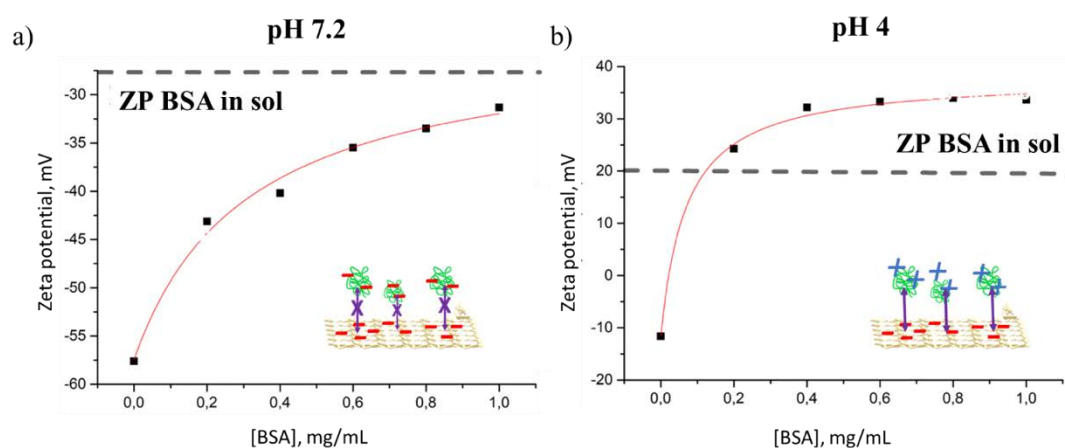 a)
pH 7.2
ZP BSA in sol
Zeta potential, mV
-30
-35
-40
-45
-50
-55
-60
0,0 0,2 0,4 0,6 0,8 1,0
[BSA], mg/mL
b)
pH 4
ZP BSA in sol
Zeta potential, mV
40
30
20
10
0
-10
-20
0,0 0,2 0,4 0,6 0,8 1,0
[BSA], mg/mL